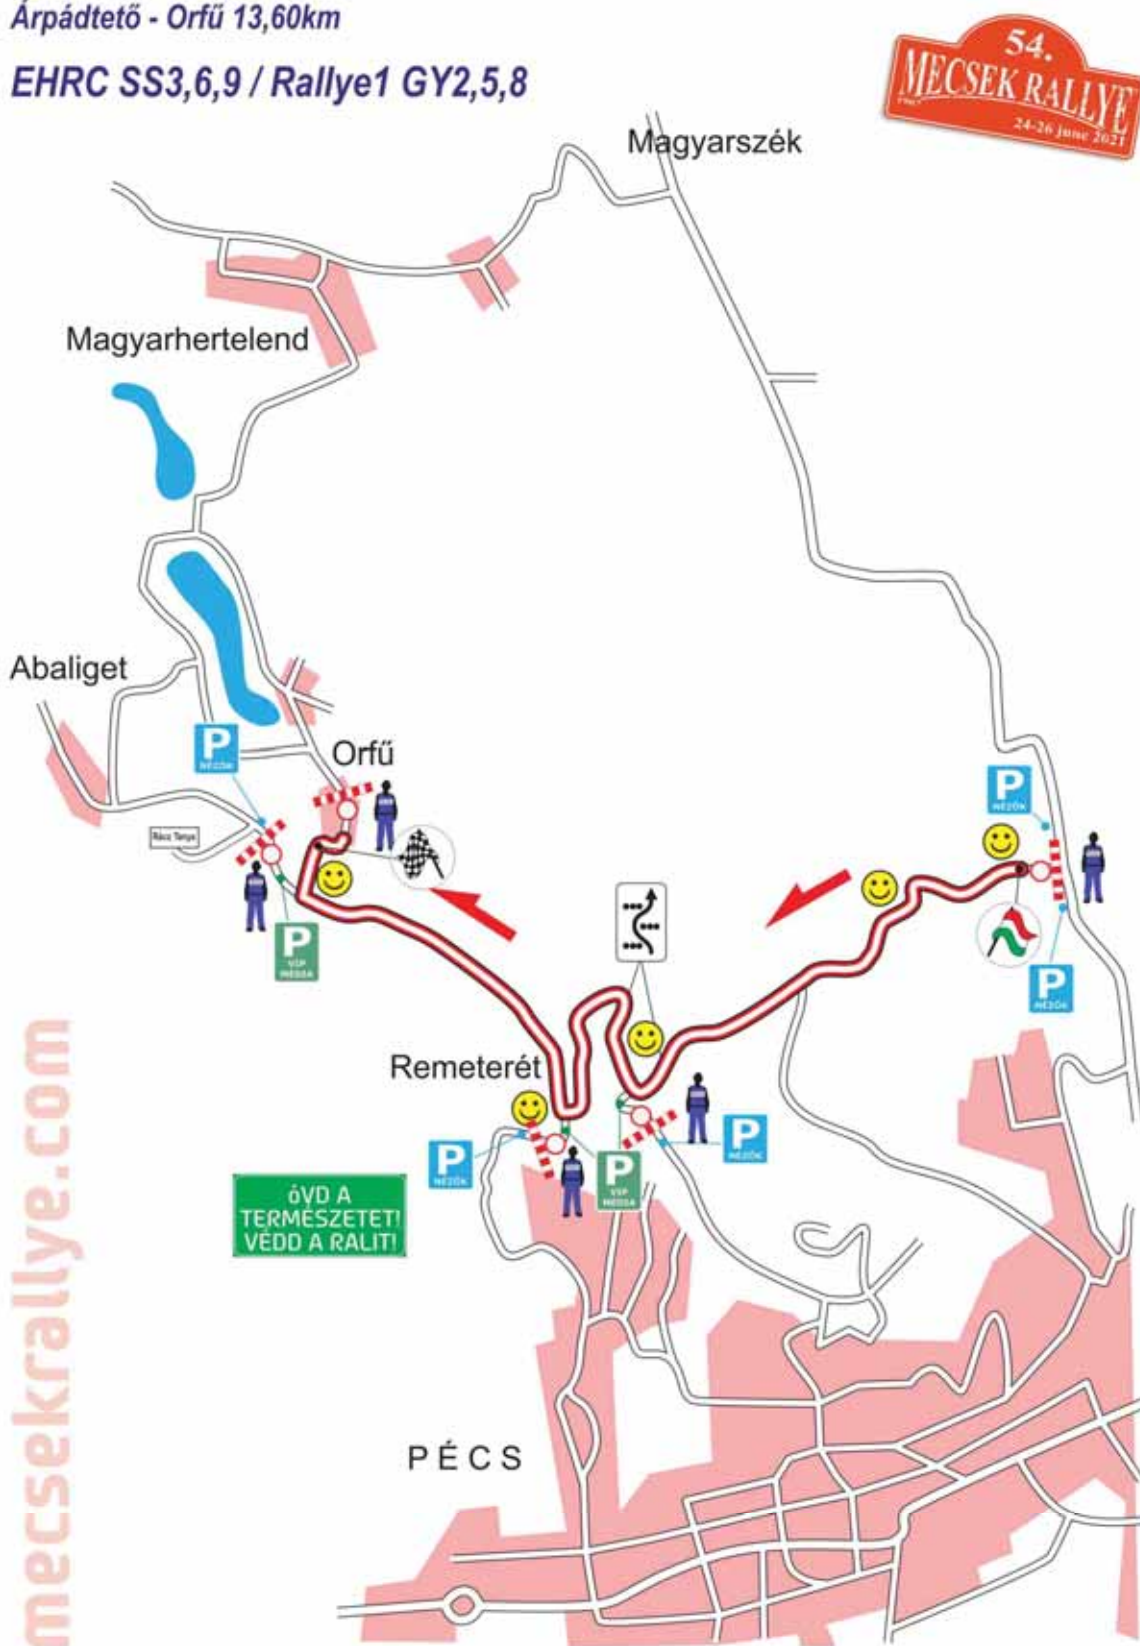 Árpádtető - Orfű 13,60km
EHRC SS3,6,9 / Rallye1 GY2,5,8
54.
MECSEK RALLYE
24-26 june 2021
Magyarszék
Magyarhertelend
Abaliget
P
NÉZŐK
Orfű
P
NÉZŐK
Rácz Tanya
P
VIP
MÉDIA
P
NÉZŐK
Remeterét
P
NÉZŐK
P
NÉZŐK
P
VIP
MÉDIA
óVD A
TERMÉSZETET!
VÉDD A RALIT!
PÉCS
mecsekrallye.com